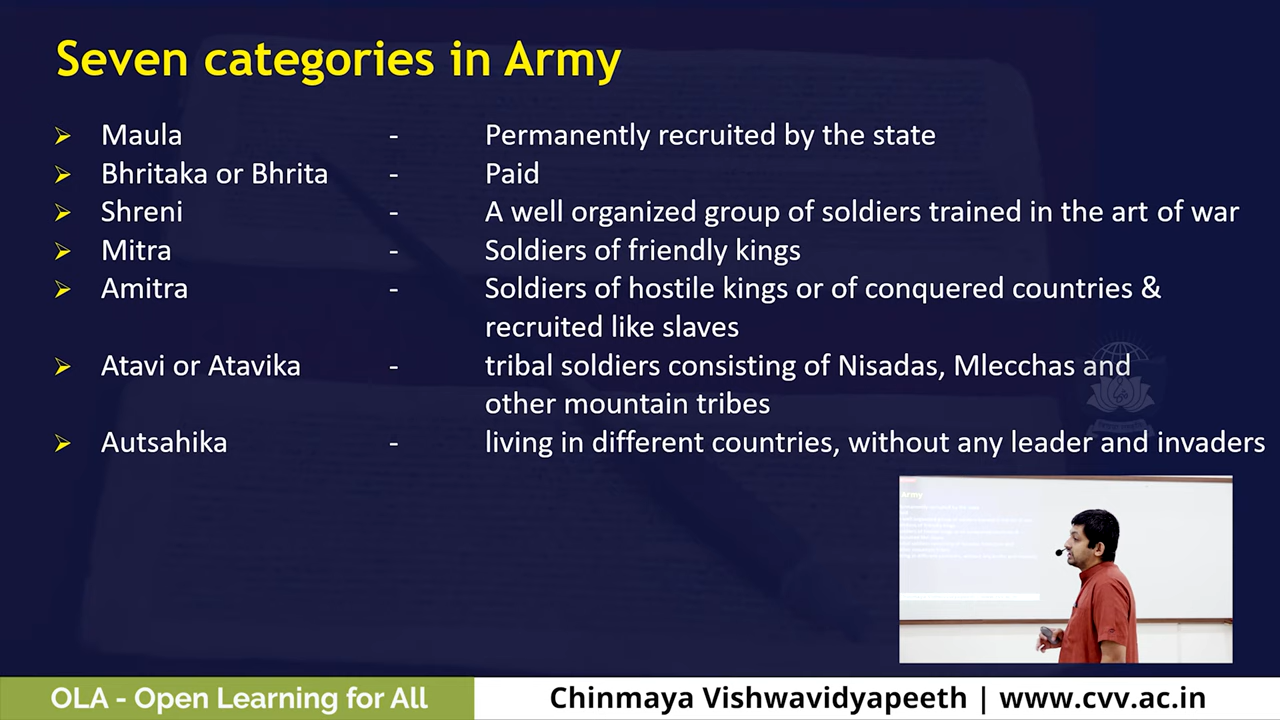 Seven categories in Army
➢ Maula - Permanently recruited by the state
➢ Bhritaka or Bhrita - Paid
➢ Shreni - A well organized group of soldiers trained in the art of war
➢ Mitra - Soldiers of friendly kings
➢ Amitra - Soldiers of hostile kings or of conquered countries &
recruited like slaves
➢ Atavi or Atavika - tribal soldiers consisting of Nisadas, Mlecchas and
other mountain tribes
➢ Autsahika - living in different countries, without any leader and invaders
Army
OLA - Open Learning for All
Chinmaya Vishwavidyapeeth | www.cvv.ac.in